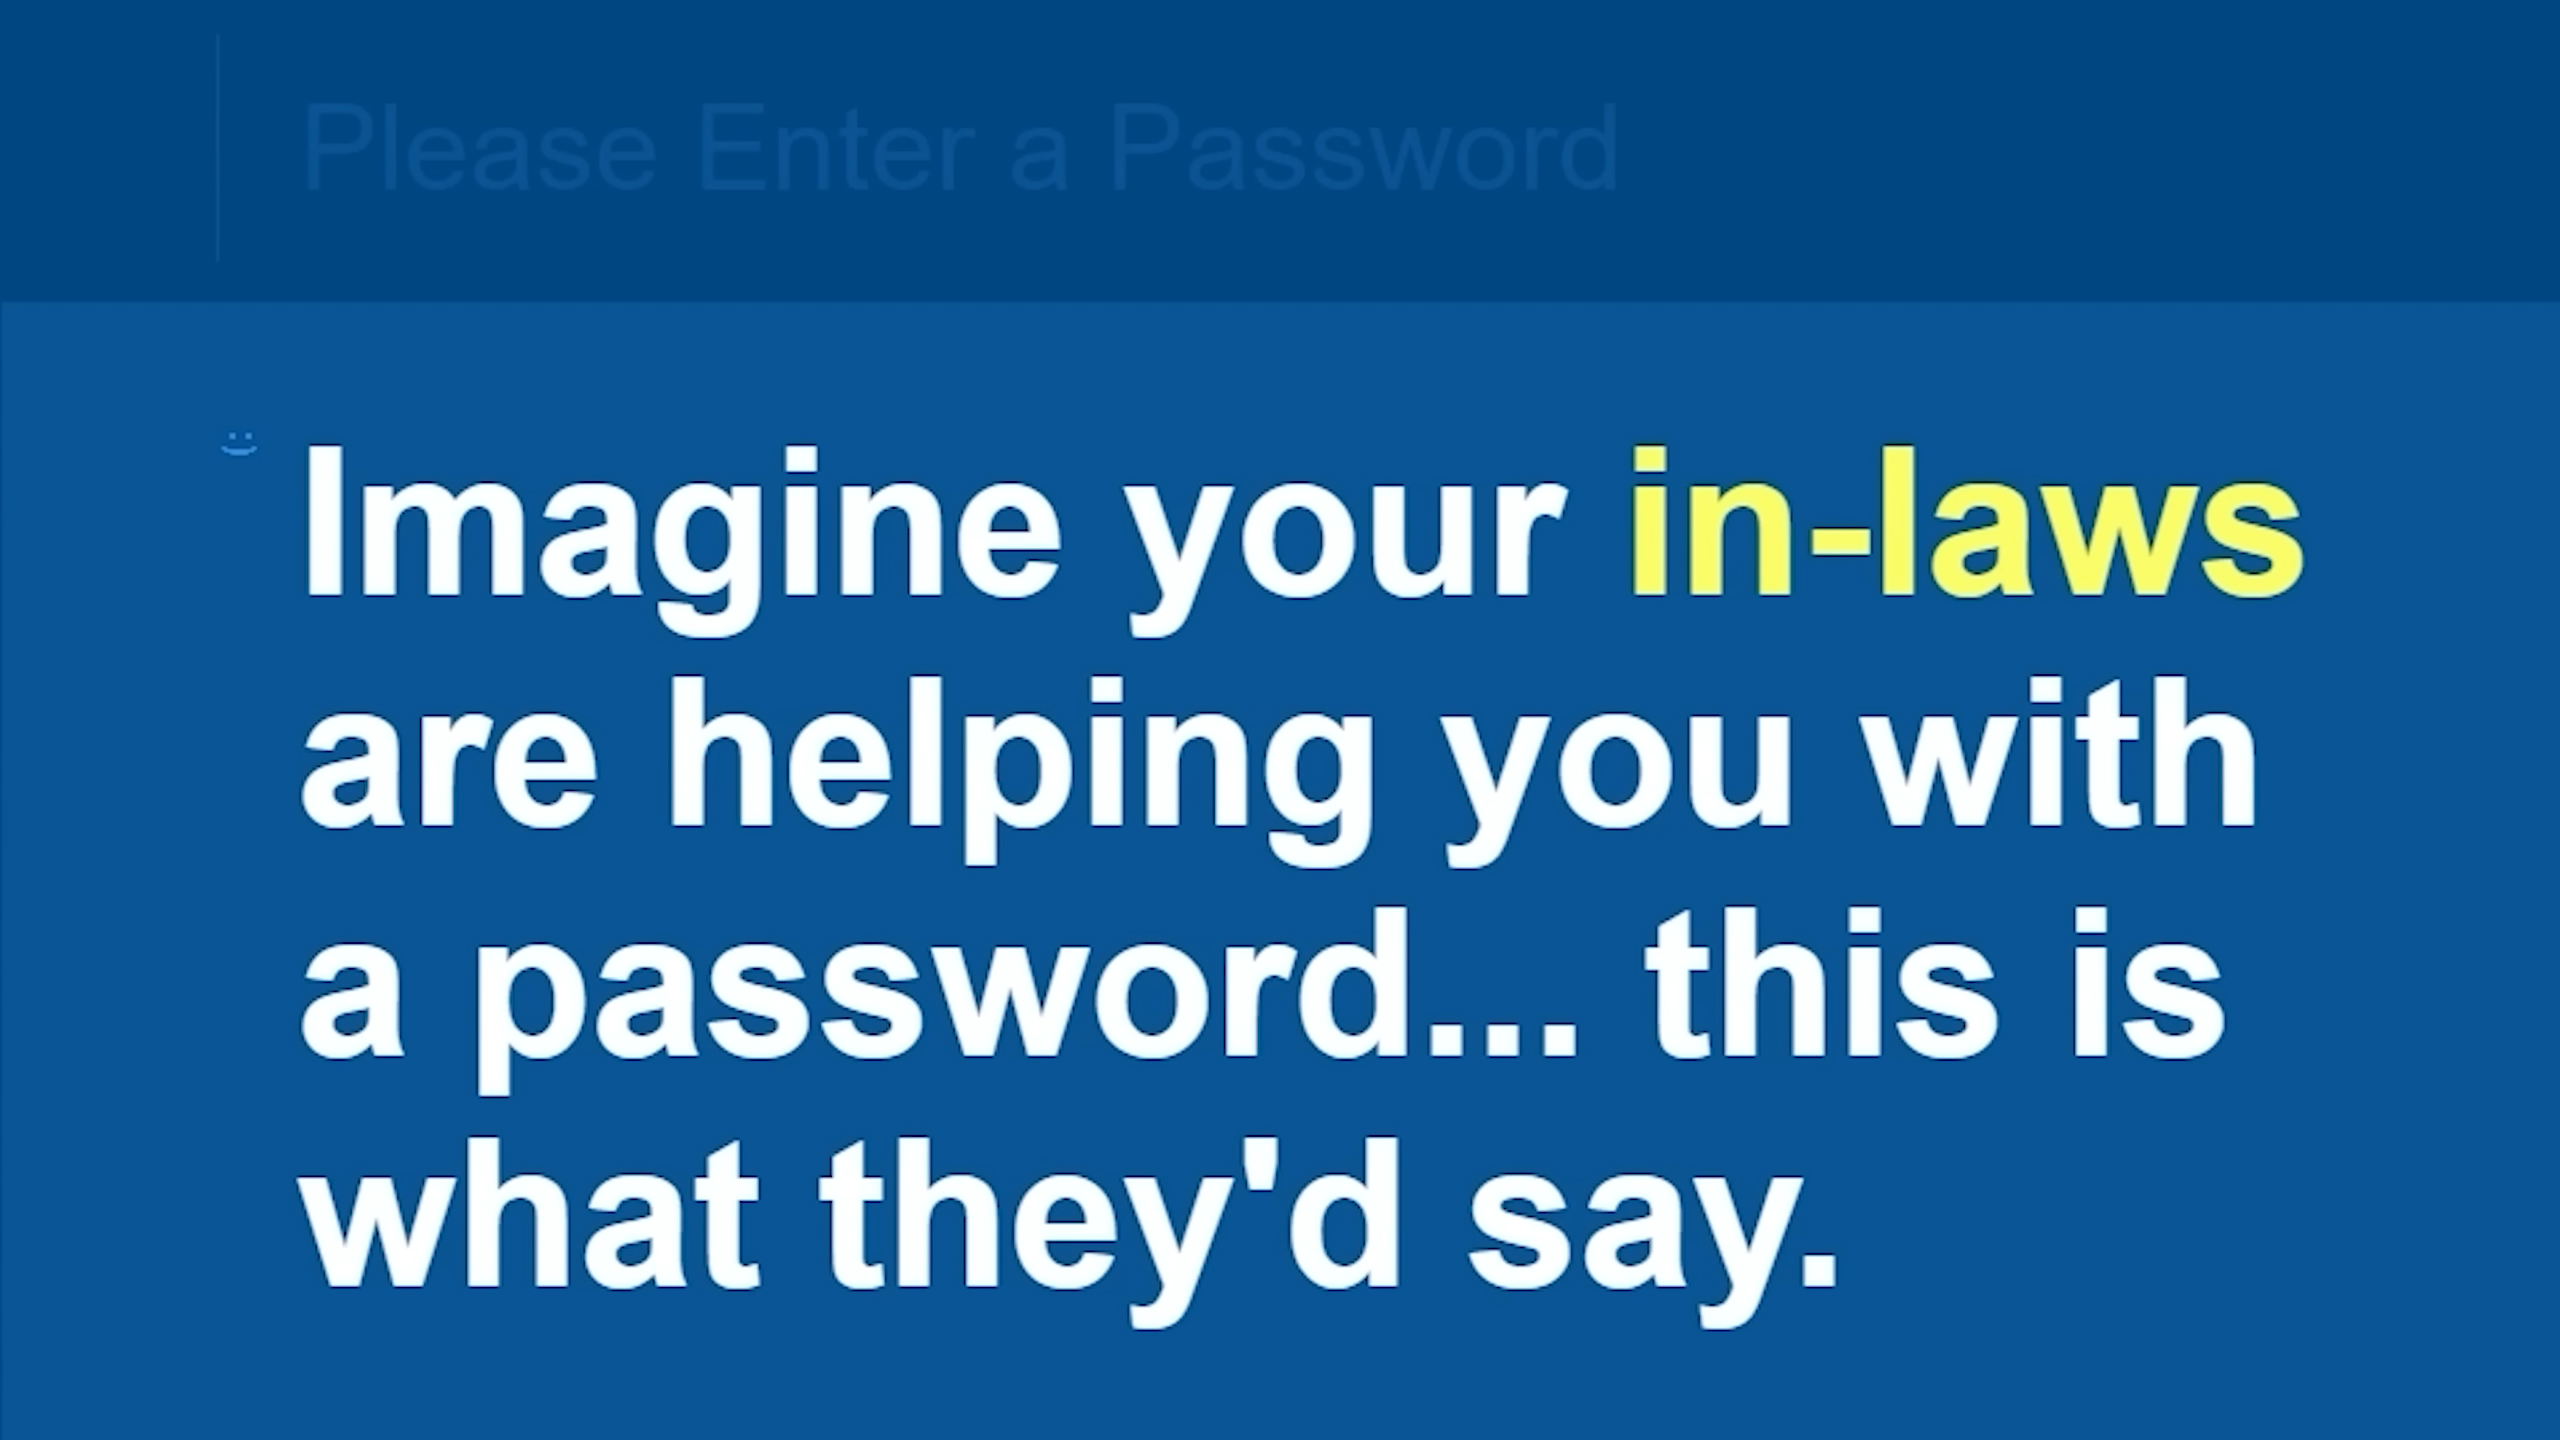 Please Enter a Password
Imagine your in-laws
are helping you with
a password... this is
what they'd say.